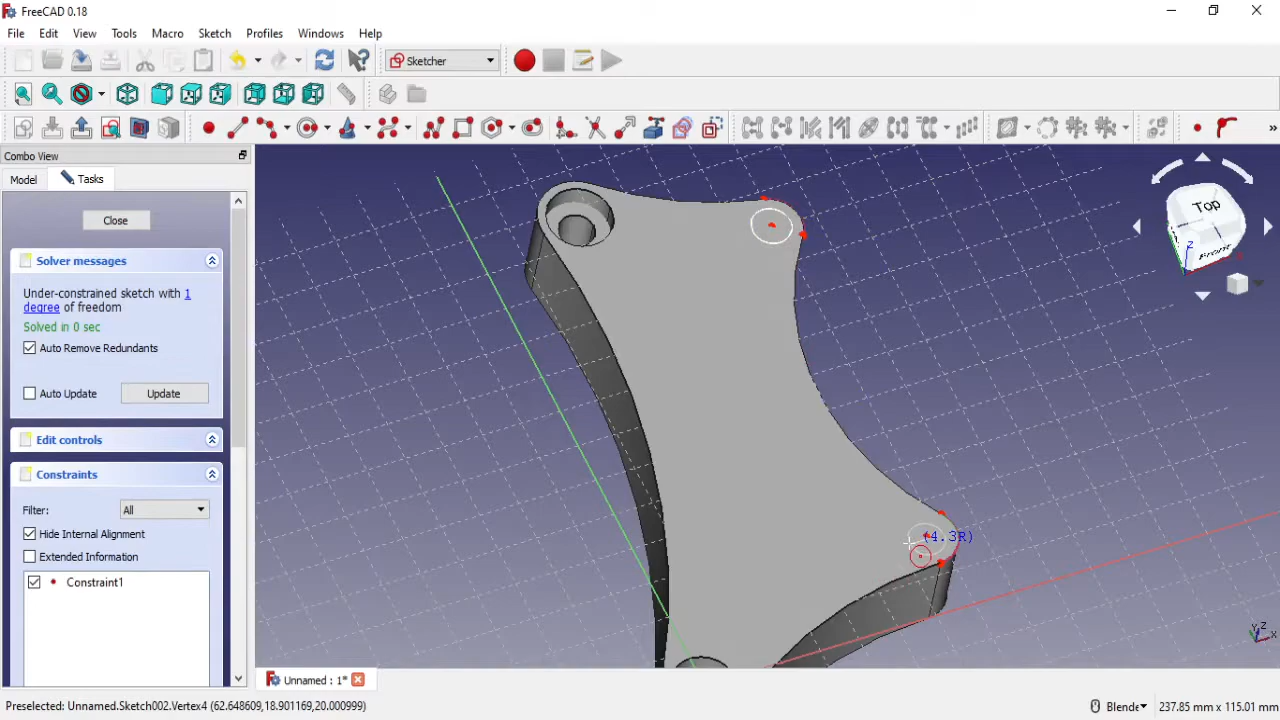 FreeCAD 0.18
File Edit View Tools Macro Sketch Profiles Windows Help
Sketcher
»
Combo View
Model Tasks
Close
Solver messages
Under-constrained sketch with 1
degree of freedom
Solved in 0 sec
Auto Remove Redundants
Auto Update Update
Edit controls
Constraints
Filter: All
Hide Internal Alignment
Extended Information
Constraint1
Top
Front
Z
(4.3R)
Y Z X
Unnamed : 1*
Preselected: Unnamed.Sketch002.Vertex4 (62.648609,18.901169,20.000999)
Blende 237.85 mm x 115.01 mm